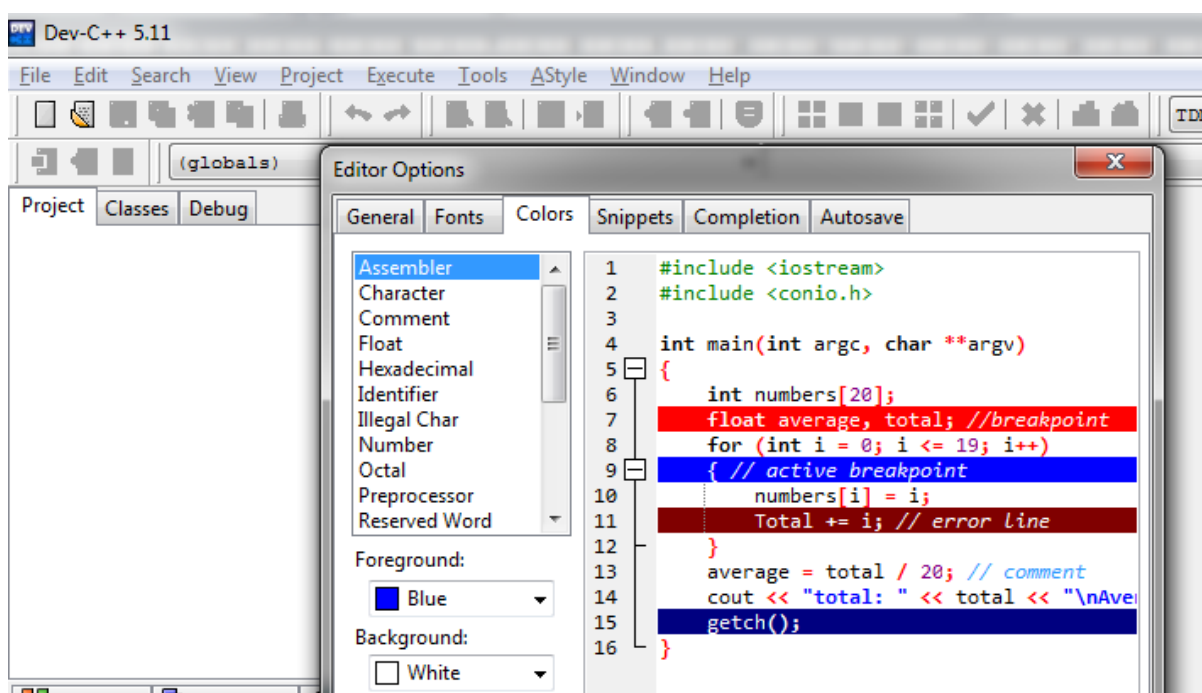 Dev-C++ 5.11
File Edit Search View Project Execute Tools AStyle Window Help
(globals)
Project Classes Debug
Editor Options
General Fonts Colors Snippets Completion Autosave
Assembler
Character
Comment
Float
Hexadecimal
Identifier
Illegal Char
Number
Octal
Preprocessor
Reserved Word
Foreground:
Blue
Background:
White
1 #include <iostream>
2 #include <conio.h>
3
4 int main(int argc, char **argv)
5 {
6 int numbers[20];
7 float average, total; //breakpoint
8 for (int i = 0; i <= 19; i++)
9 { // active breakpoint
10 numbers[i] = i;
11 Total += i; // error line
12 }
13 average = total / 20; // comment
14 cout << "total: " << total << "\nAve
15 getch();
16 }